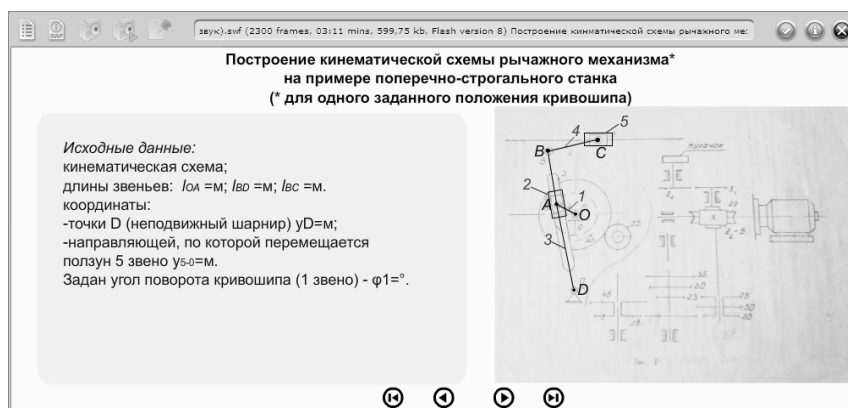 звук).swf (2300 frames, 03:11 mins, 599,75 kb, Flash version 8) Построение кинматической схемы рычажного ме:
Построение кинематической схемы рычажного механизма*
на примере поперечно-строгального станка
(* для одного заданного положения кривошипа)
Исходные данные:
кинематическая схема;
длины звеньев: lOA =м; lBD =м; lBC =м.
координаты:
-точки D (неподвижный шарнир) yD=м;
-направляющей, по которой перемещается
ползун 5 звено y5-0=м.
Задан угол поворота кривошипа (1 звено) - φ1=°.
5
4
B
C
Кулачок
2
1
A
O
3
D